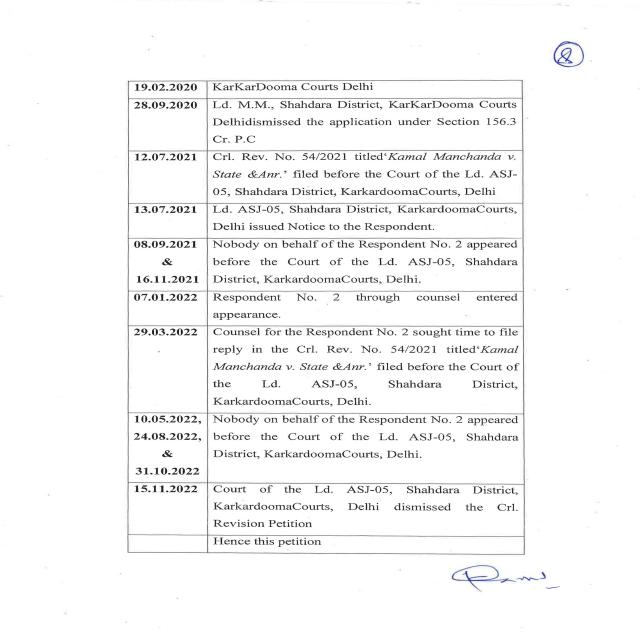 8
19.02.2020 KarKarDooma Courts Delhi
28.09.2020 Ld. M.M., Shahdara District, KarKarDooma Courts
Delhidismissed the application under Section 156.3
Cr. P.C
12.07.2021 Crl. Rev. No. 54/2021 titled‘Kamal Manchanda v.
State &Anr.’ filed before the Court of the Ld. ASJ-
05, Shahdara District, KarkardoomaCourts, Delhi
13.07.2021 Ld. ASJ-05, Shahdara District, KarkardoomaCourts,
Delhi issued Notice to the Respondent.
08.09.2021 Nobody on behalf of the Respondent No. 2 appeared
& before the Court of the Ld. ASJ-05, Shahdara
16.11.2021 District, KarkardoomaCourts, Delhi.
07.01.2022 Respondent No. 2 through counsel entered
appearance.
29.03.2022 Counsel for the Respondent No. 2 sought time to file
reply in the Crl. Rev. No. 54/2021 titled‘Kamal
Manchanda v. State &Anr.’ filed before the Court of
the Ld. ASJ-05, Shahdara District,
KarkardoomaCourts, Delhi.
10.05.2022, Nobody on behalf of the Respondent No. 2 appeared
24.08.2022, before the Court of the Ld. ASJ-05, Shahdara
& District, KarkardoomaCourts, Delhi.
31.10.2022
15.11.2022 Court of the Ld. ASJ-05, Shahdara District,
KarkardoomaCourts, Delhi dismissed the Crl.
Revision Petition
Hence this petition